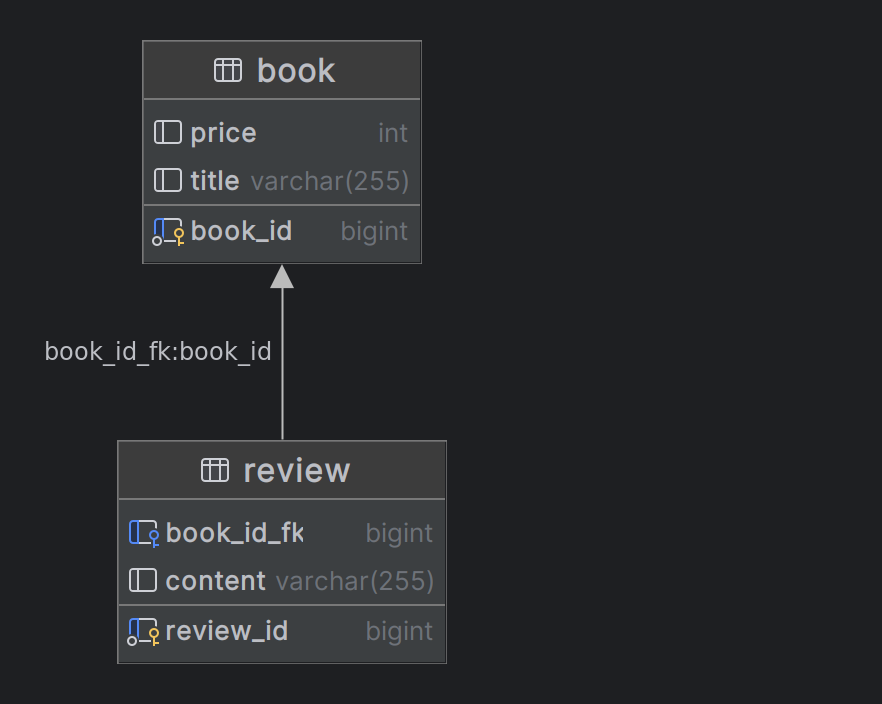 book
price int
title varchar(255)
book_id bigint
book_id_fk:book_id
review
book_id_fk bigint
content varchar(255)
review_id bigint